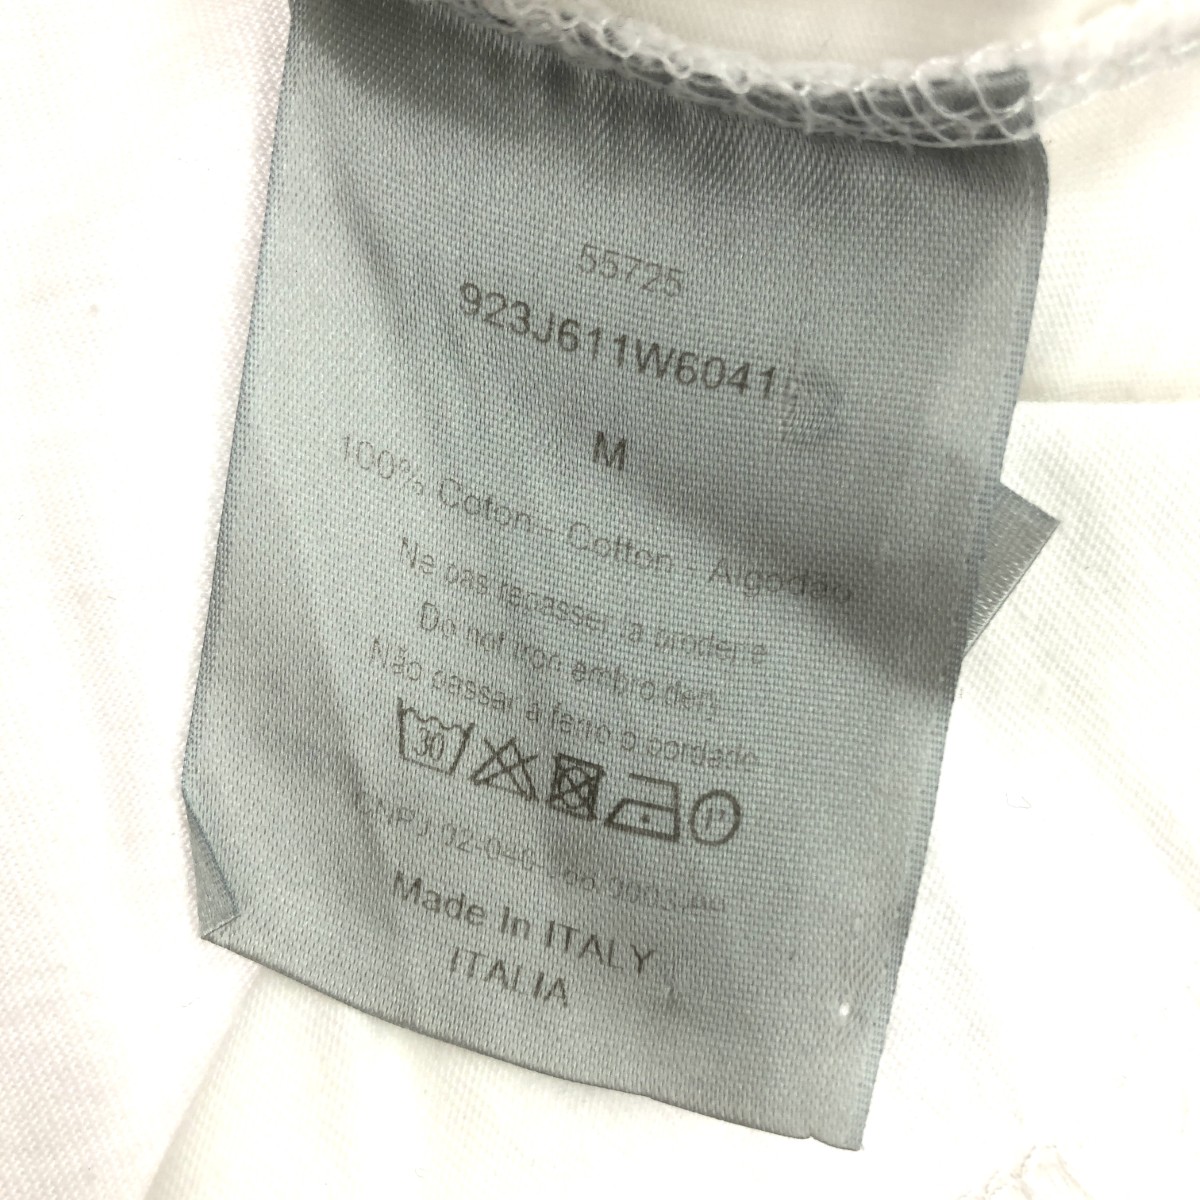 55725
923J611W6041
M
100% Coton - Cotton - Algodão
Ne pas repasser la broderie
Do not iron embroidery
Não passar a ferro o bordado
30 P
Made In ITALY
ITALIA